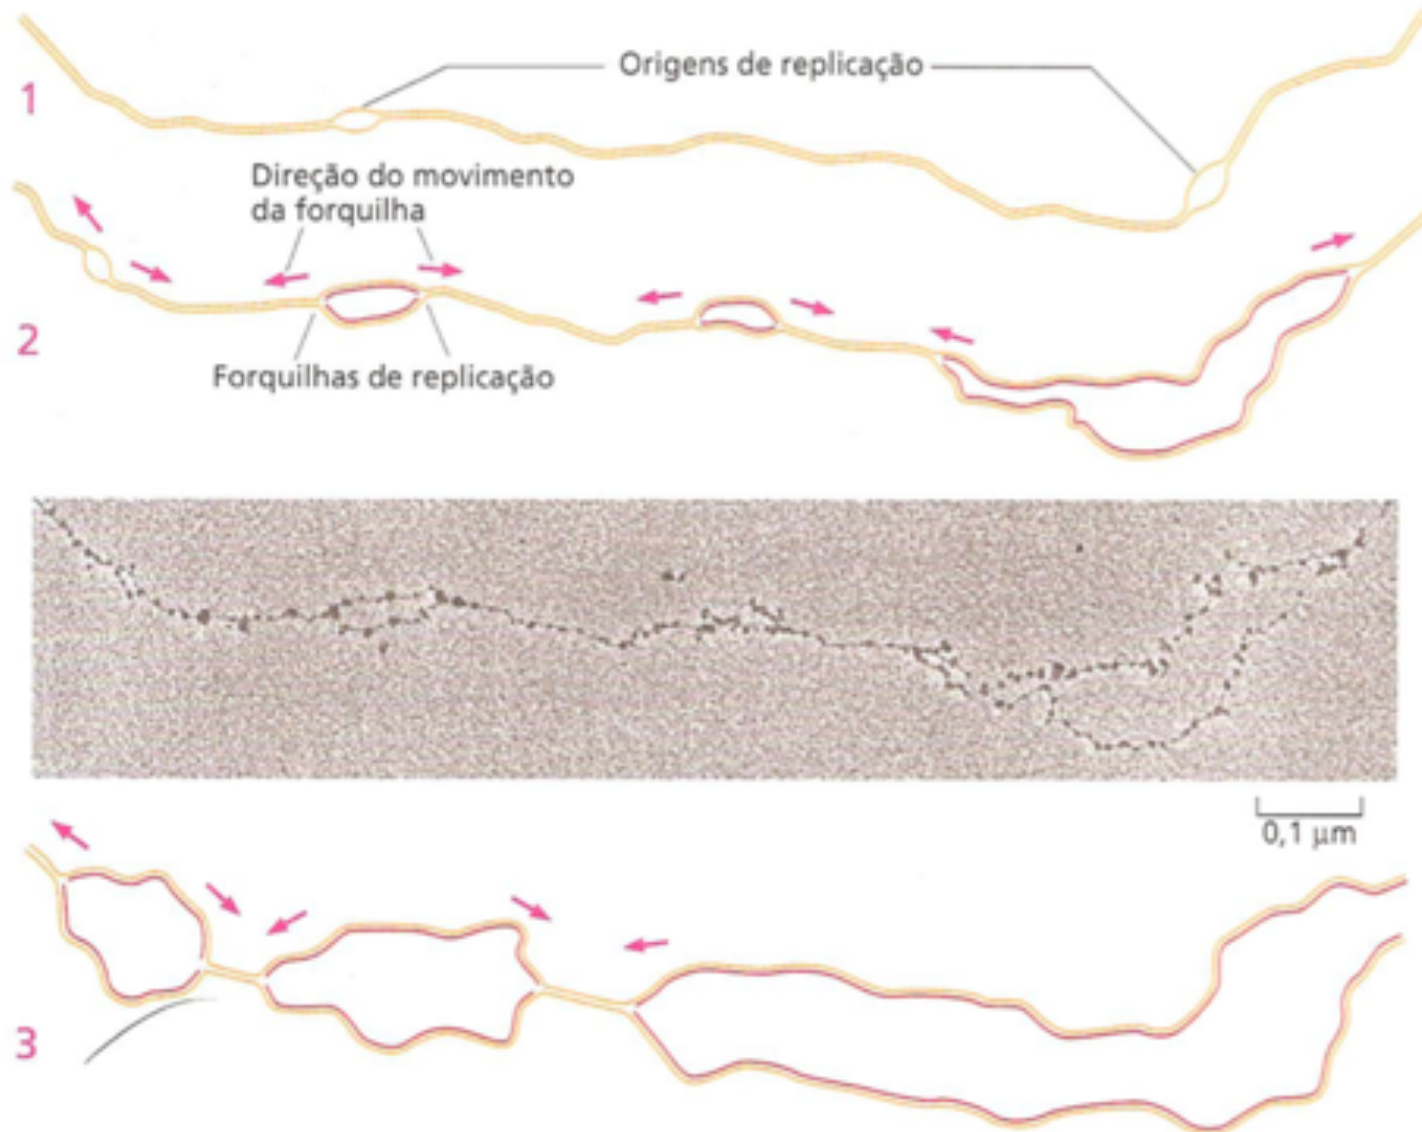 Origens de replicação
1
Direção do movimento
da forquilha
2
Forquilhas de replicação
0,1 µm
3